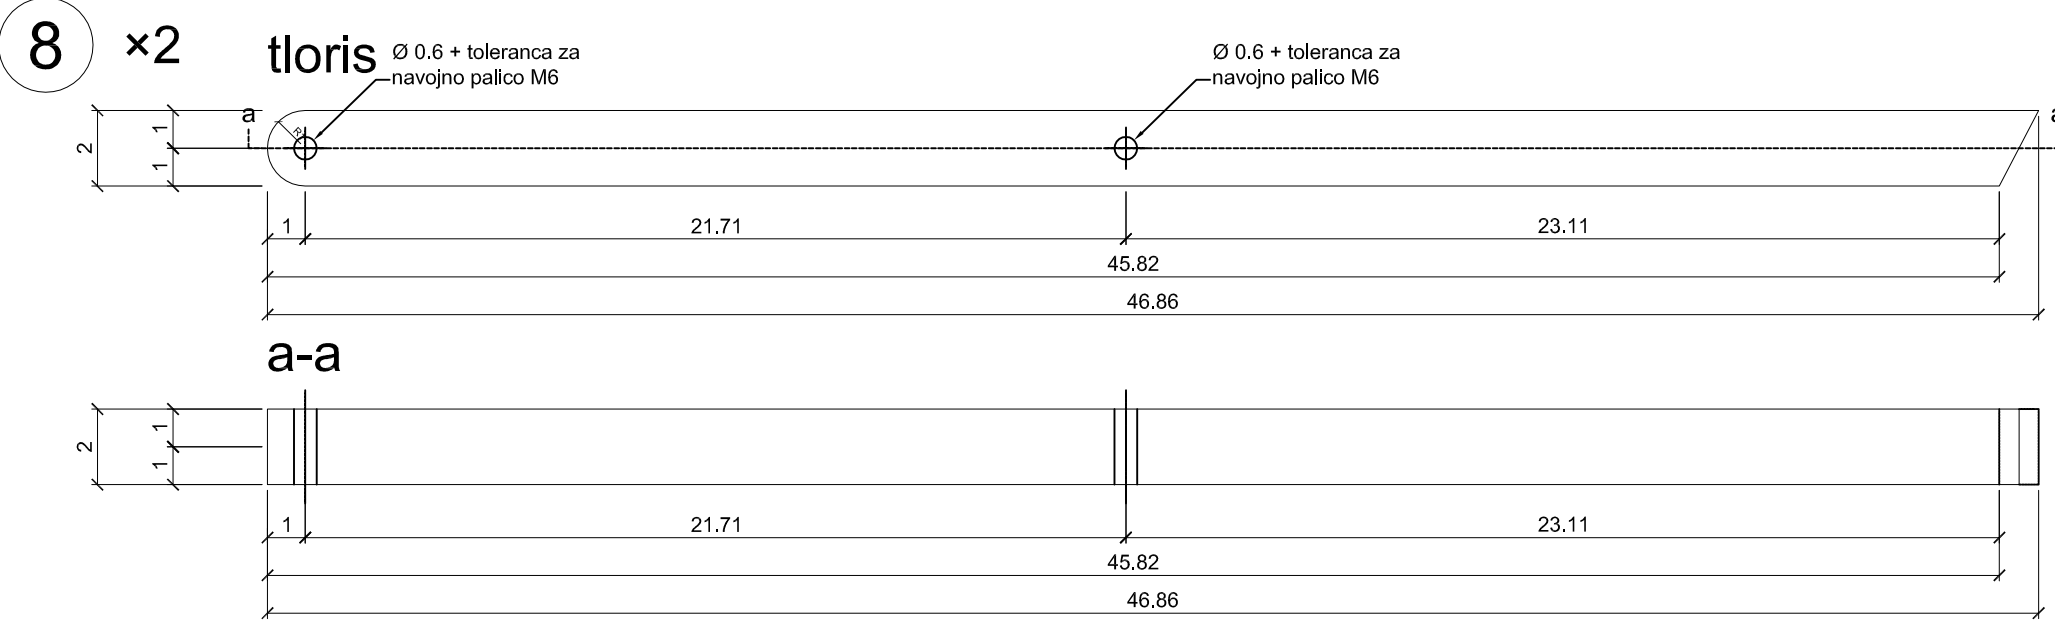 8 ×2 tloris
Ø 0.6 + toleranca za
navojno palico M6
Ø 0.6 + toleranca za
navojno palico M6
a
2
1
1
R
1 21.71 23.11
45.82
46.86
a-a
2
1
1
1 21.71 23.11
45.82
46.86